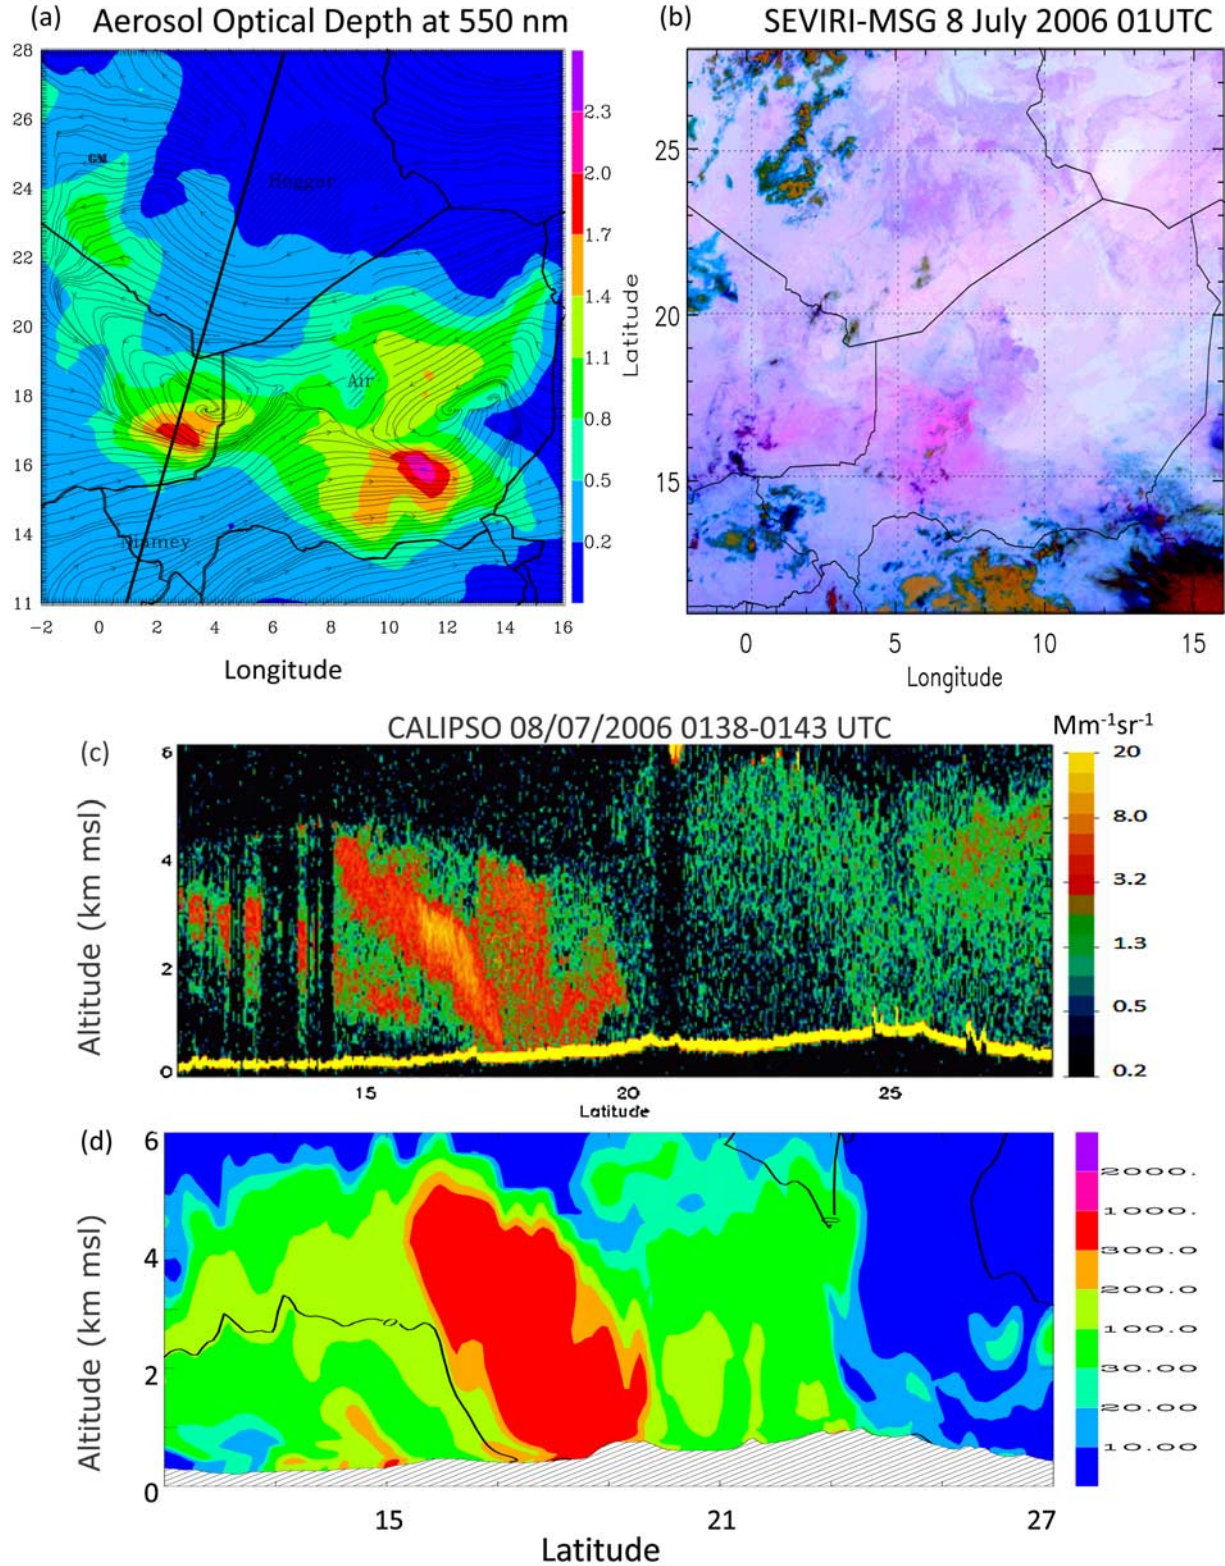 (a) Aerosol Optical Depth at 550 nm
28
26
24
22
20
18
16
14
11
-2 0 2 4 6 8 10 12 14 16
Longitude
GM
Hoggar
Air
Niamey
2.3
2.0
1.7
1.4
1.1
0.8
0.5
0.2
(b) SEVIRI-MSG 8 July 2006 01UTC
Latitude
25
20
15
0 5 10 15
Longitude
CALIPSO 08/07/2006 0138-0143 UTC
Mm⁻¹sr⁻¹
(c)
Altitude (km msl)
6
4
2
0
15 20 25
Latitude
20
8.0
3.2
1.3
0.5
0.2
(d)
Altitude (km msl)
6
4
2
0
0
15 21 27
Latitude
2000.
1000.
300.0
200.0
100.0
30.00
20.00
10.00